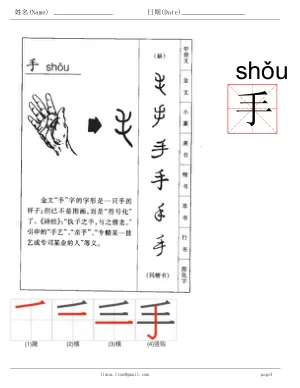 姓名(Name)
日期(Date)
手 shǒu
(缺)
甲骨文
金文
小篆
隶书
楷书
草书
行书
简化字
(同楷书)
金文“手”字的字形是一只手的
样子;但已不是图画,而是“符号化”
了。《诗经》:“执子之手,与之偕老。”
引申的“手艺”、“亲手”、“专精某一技
艺或专司某业的人”等义。
shǒu
手
(1)撇
(2)横
(3)横
(4)竖钩
page4